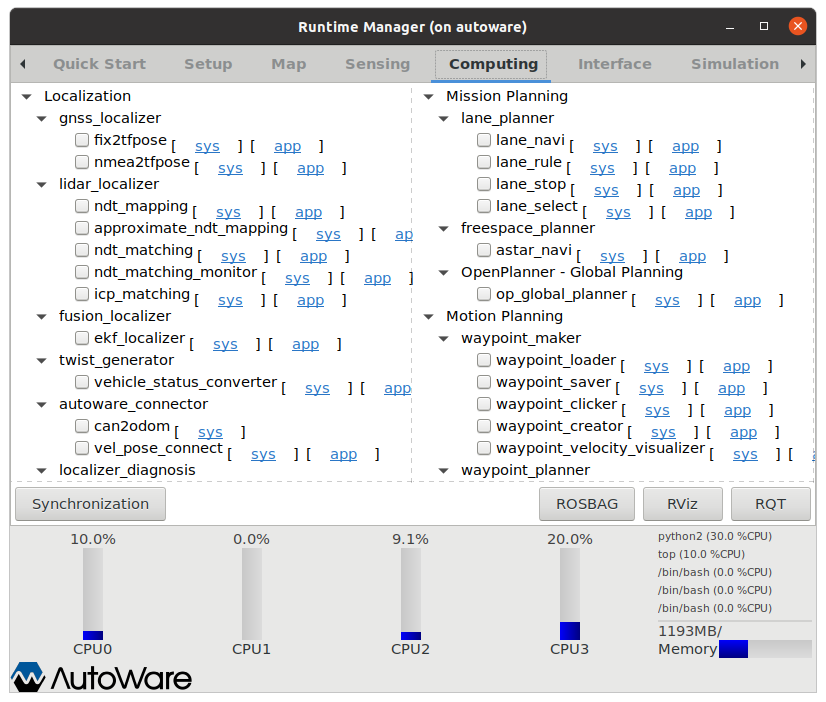 Runtime Manager (on autoware)
Quick Start Setup Map Sensing Computing Interface Simulation
Localization
gnss_localizer
fix2tfpose [ sys ] [ app ]
nmea2tfpose [ sys ] [ app ]
lidar_localizer
ndt_mapping [ sys ] [ app ]
approximate_ndt_mapping [ sys ] [ ap
ndt_matching [ sys ] [ app ]
ndt_matching_monitor [ sys ] [ app ]
icp_matching [ sys ] [ app ]
fusion_localizer
ekf_localizer [ sys ] [ app ]
twist_generator
vehicle_status_converter [ sys ] [ app
autoware_connector
can2odom [ sys ]
vel_pose_connect [ sys ] [ app ]
localizer_diagnosis
Mission Planning
lane_planner
lane_navi [ sys ] [ app ]
lane_rule [ sys ] [ app ]
lane_stop [ sys ] [ app ]
lane_select [ sys ] [ app ]
freespace_planner
astar_navi [ sys ] [ app ]
OpenPlanner - Global Planning
op_global_planner [ sys ] [ app ]
Motion Planning
waypoint_maker
waypoint_loader [ sys ] [ app ]
waypoint_saver [ sys ] [ app ]
waypoint_clicker [ sys ] [ app ]
waypoint_creator [ sys ] [ app ]
waypoint_velocity_visualizer [ sys ] [
waypoint_planner
Synchronization ROSBAG RViz RQT
10.0% 0.0% 9.1% 20.0%
CPU0 CPU1 CPU2 CPU3
python2 (30.0 %CPU)
top (10.0 %CPU)
/bin/bash (0.0 %CPU)
/bin/bash (0.0 %CPU)
/bin/bash (0.0 %CPU)
1193MB/
Memory
AutoWare